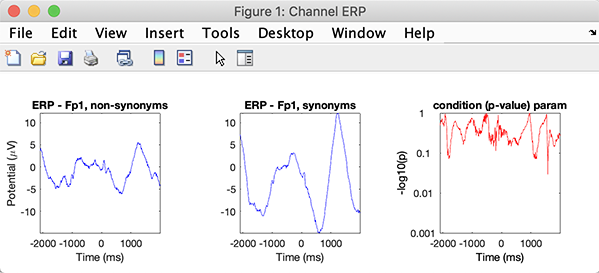 Figure 1: Channel ERP
File Edit View Insert Tools Desktop Window Help
ERP - Fp1, non-synonyms
Potential (μV)
10
5
0
-5
-10
-2000 -1000 0 1000
Time (ms)
ERP - Fp1, synonyms
10
5
0
-5
-10
-2000 -1000 0 1000
Time (ms)
condition (p-value) param
-log10(p)
1
0.1
0.01
0.001
-2000 -1000 0 1000
Time (ms)